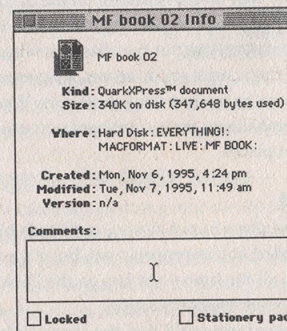 MF book 02 Info
MF book 02
Kind: QuarkXPress™ document
Size: 340K on disk (347,648 bytes used)
Where: Hard Disk: EVERYTHING!:
MACFORMAT: LIVE: MF BOOK:
Created: Mon, Nov 6, 1995, 4:24 pm
Modified: Tue, Nov 7, 1995, 11:49 am
Version: n/a
Comments:
Locked
Stationery pad